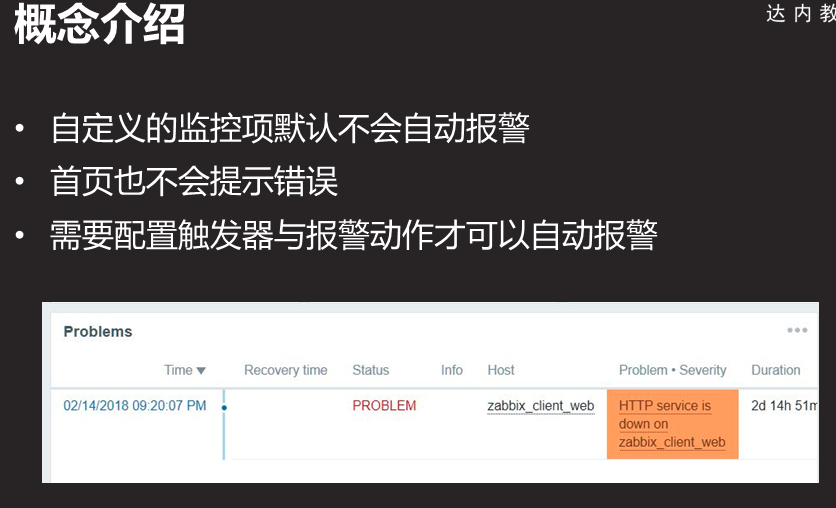 概念介绍
达内教
• 自定义的监控项默认不会自动报警
• 首页也不会提示错误
• 需要配置触发器与报警动作才可以自动报警
Problems
Time▼ Recovery time Status Info Host Problem • Severity Duration
02/14/2018 09:20:07 PM PROBLEM zabbix_client_web HTTP service is down on zabbix_client_web 2d 14h 51m